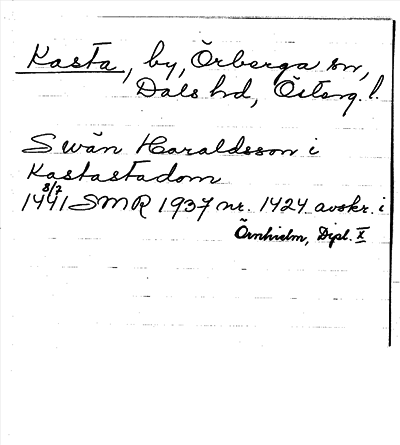 Kasta, by, Örberga sn,
Dals hd, Österg. l.
Swän Haraldsson i
Kastastadom
8/7
1441 SMR 1937 nr. 1424 avskr. i
Örnhielm, Dipl. X